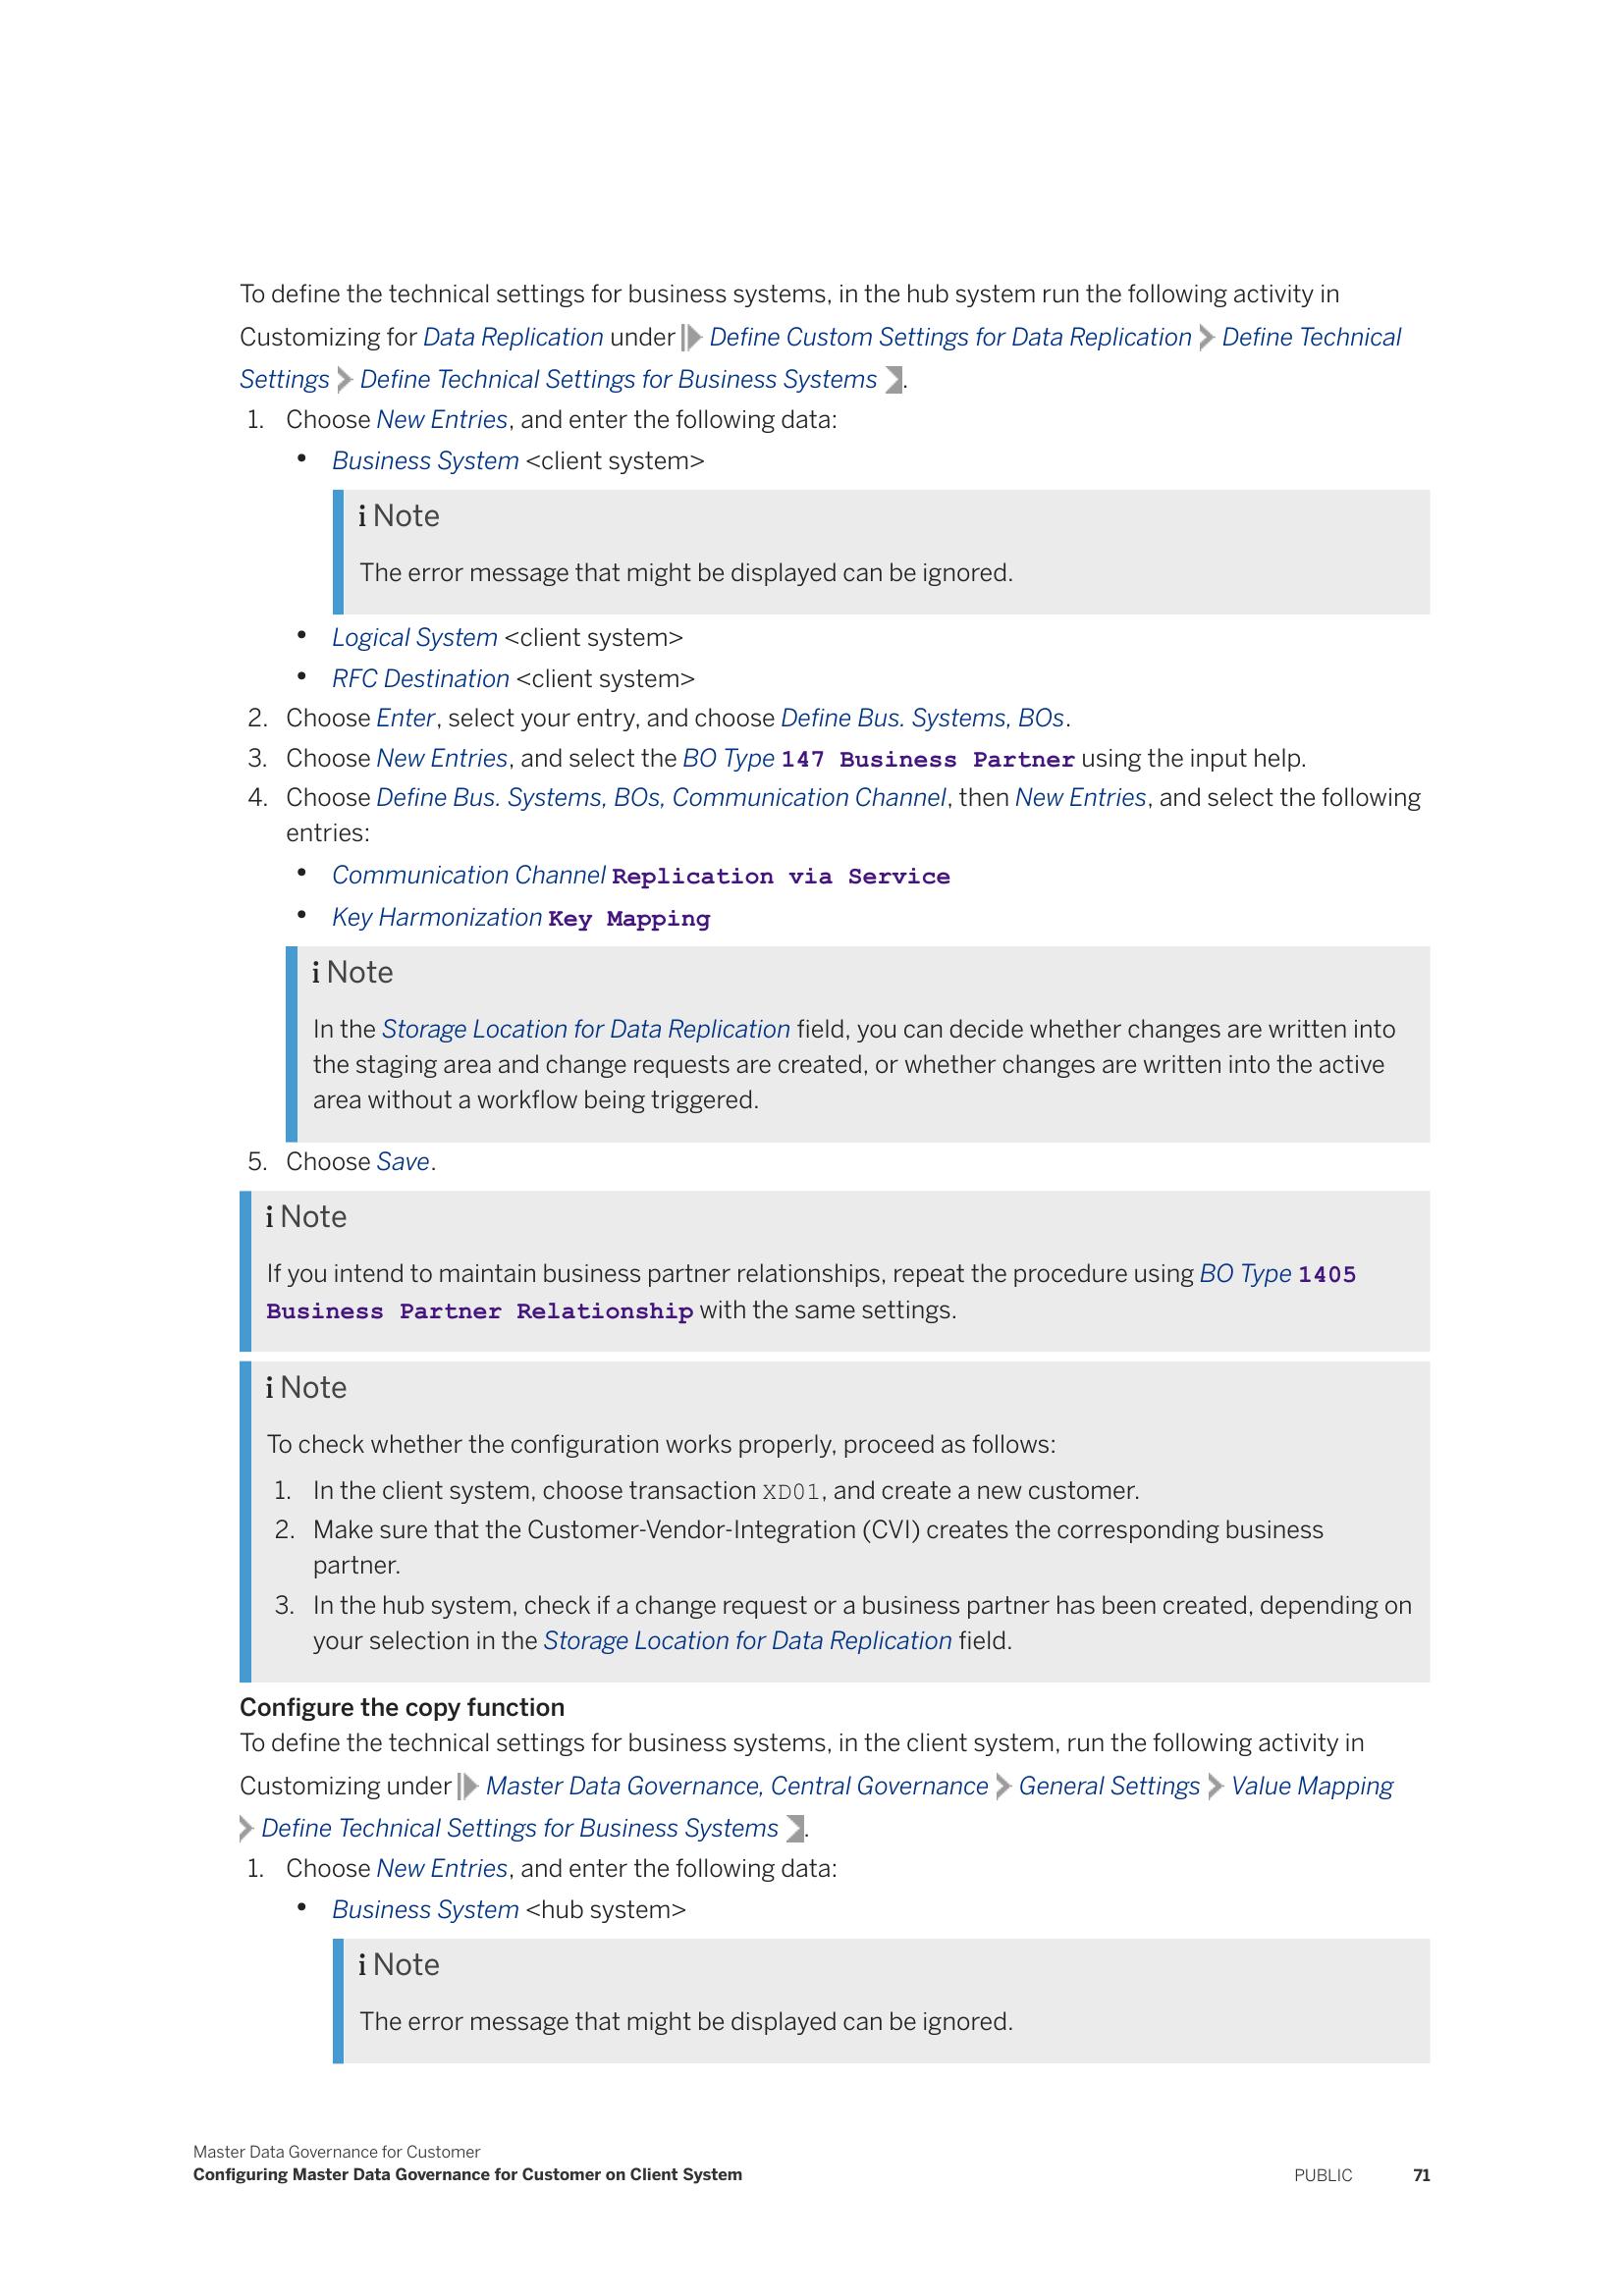 To define the technical settings for business systems, in the hub system run the following activity in
Customizing for Data Replication under Define Custom Settings for Data Replication Define Technical
Settings Define Technical Settings for Business Systems .
1. Choose New Entries, and enter the following data:
• Business System <client system>
i Note
The error message that might be displayed can be ignored.
• Logical System <client system>
• RFC Destination <client system>
2. Choose Enter, select your entry, and choose Define Bus. Systems, BOs.
3. Choose New Entries, and select the BO Type 147 Business Partner using the input help.
4. Choose Define Bus. Systems, BOs, Communication Channel, then New Entries, and select the following
entries:
• Communication Channel Replication via Service
• Key Harmonization Key Mapping
i Note
In the Storage Location for Data Replication field, you can decide whether changes are written into
the staging area and change requests are created, or whether changes are written into the active
area without a workflow being triggered.
5. Choose Save.
i Note
If you intend to maintain business partner relationships, repeat the procedure using BO Type 1405
Business Partner Relationship with the same settings.
i Note
To check whether the configuration works properly, proceed as follows:
1. In the client system, choose transaction XD01, and create a new customer.
2. Make sure that the Customer-Vendor-Integration (CVI) creates the corresponding business
partner.
3. In the hub system, check if a change request or a business partner has been created, depending on
your selection in the Storage Location for Data Replication field.
Configure the copy function
To define the technical settings for business systems, in the client system, run the following activity in
Customizing under Master Data Governance, Central Governance General Settings Value Mapping
Define Technical Settings for Business Systems .
1. Choose New Entries, and enter the following data:
• Business System <hub system>
i Note
The error message that might be displayed can be ignored.
Master Data Governance for Customer
Configuring Master Data Governance for Customer on Client System PUBLIC 71